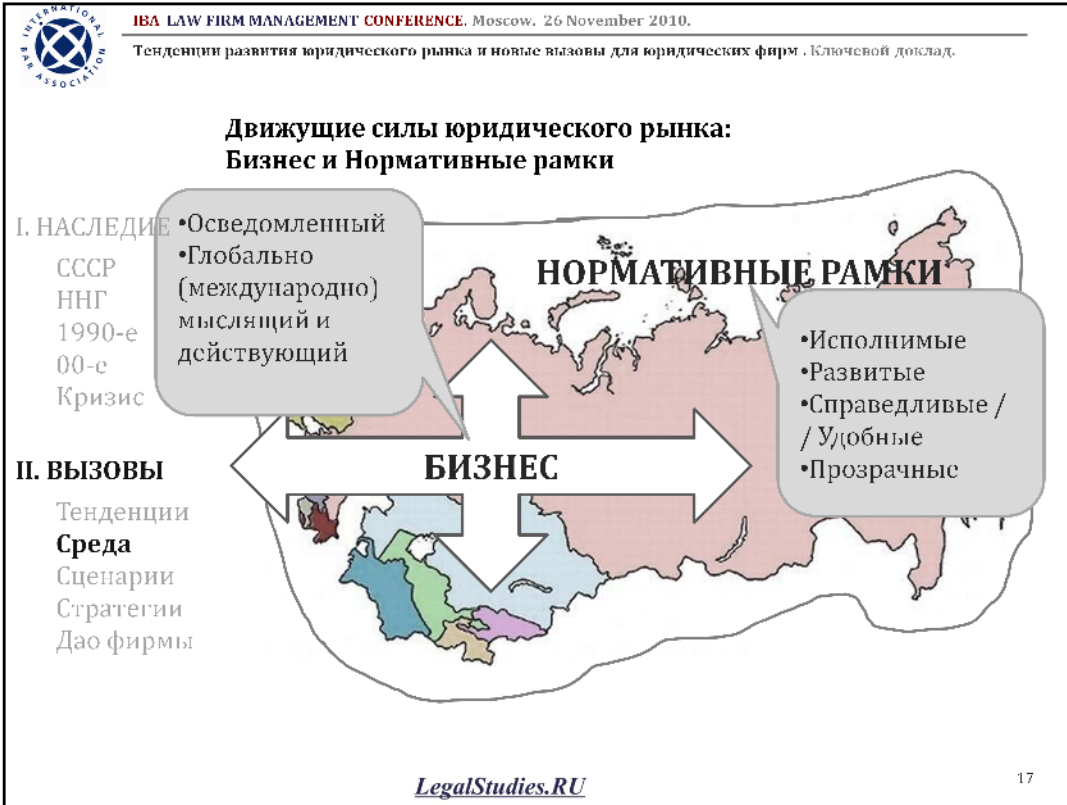 INTERNATIONAL BAR ASSOCIATION
IBA LAW FIRM MANAGEMENT CONFERENCE. Moscow. 26 November 2010.
Тенденции развития юридического рынка и новые вызовы для юридических фирм . Ключевой доклад.
Движущие силы юридического рынка:
Бизнес и Нормативные рамки
I. НАСЛЕДИЕ
СССР
ННГ
1990-е
00-е
Кризис
II. ВЫЗОВЫ
Тенденции
Среда
Сценарии
Стратегии
Дао фирмы
•Осведомленный
•Глобально
(международно)
мыслящий и
действующий
НОРМАТИВНЫЕ РАМКИ
•Исполнимые
•Развитые
•Справедливые /
/ Удобные
•Прозрачные
БИЗНЕС
LegalStudies.RU
17